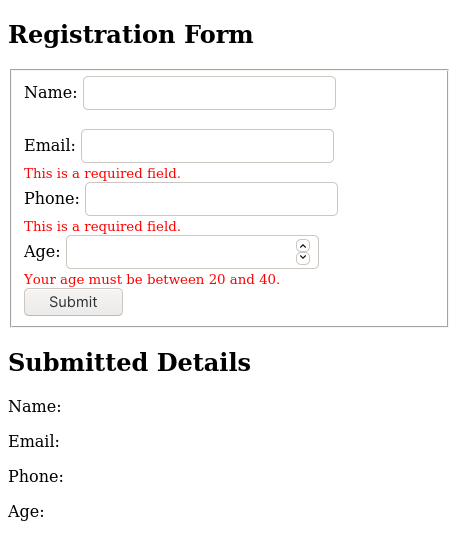 Registration Form
Name:
Email:
This is a required field.
Phone:
This is a required field.
Age:
Your age must be between 20 and 40.
Submit
Submitted Details
Name:
Email:
Phone:
Age: